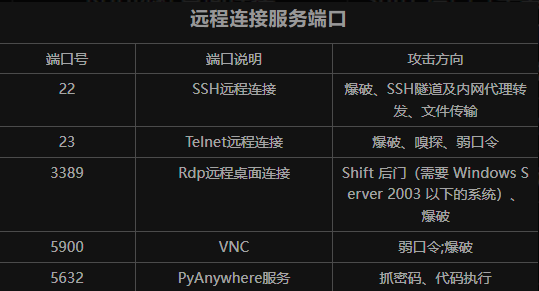 远程连接服务端口
端口号 端口说明 攻击方向
22 SSH远程连接 爆破、SSH隧道及内网代理转
发、文件传输
23 Telnet远程连接 爆破、嗅探、弱口令
3389 Rdp远程桌面连接 Shift 后门（需要 Windows S
erver 2003 以下的系统）、
爆破
5900 VNC 弱口令;爆破
5632 PyAnywhere服务 抓密码、代码执行